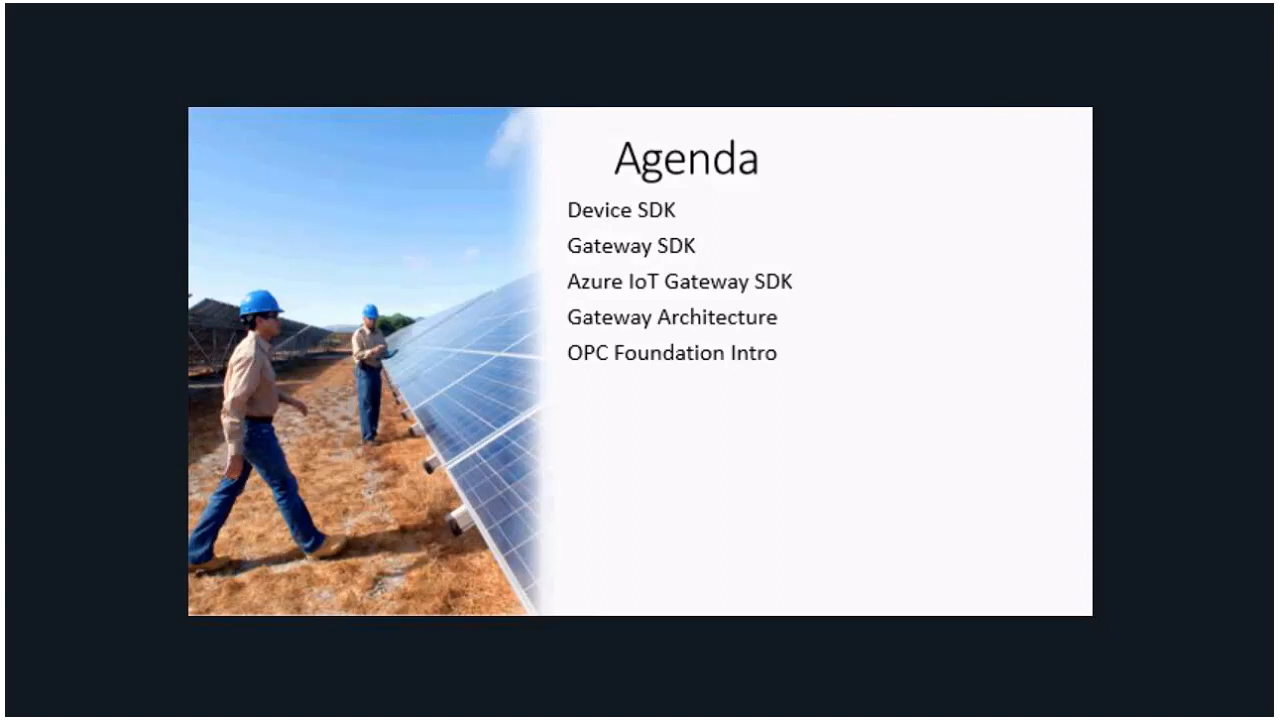 Agenda
Device SDK
Gateway SDK
Azure IoT Gateway SDK
Gateway Architecture
OPC Foundation Intro